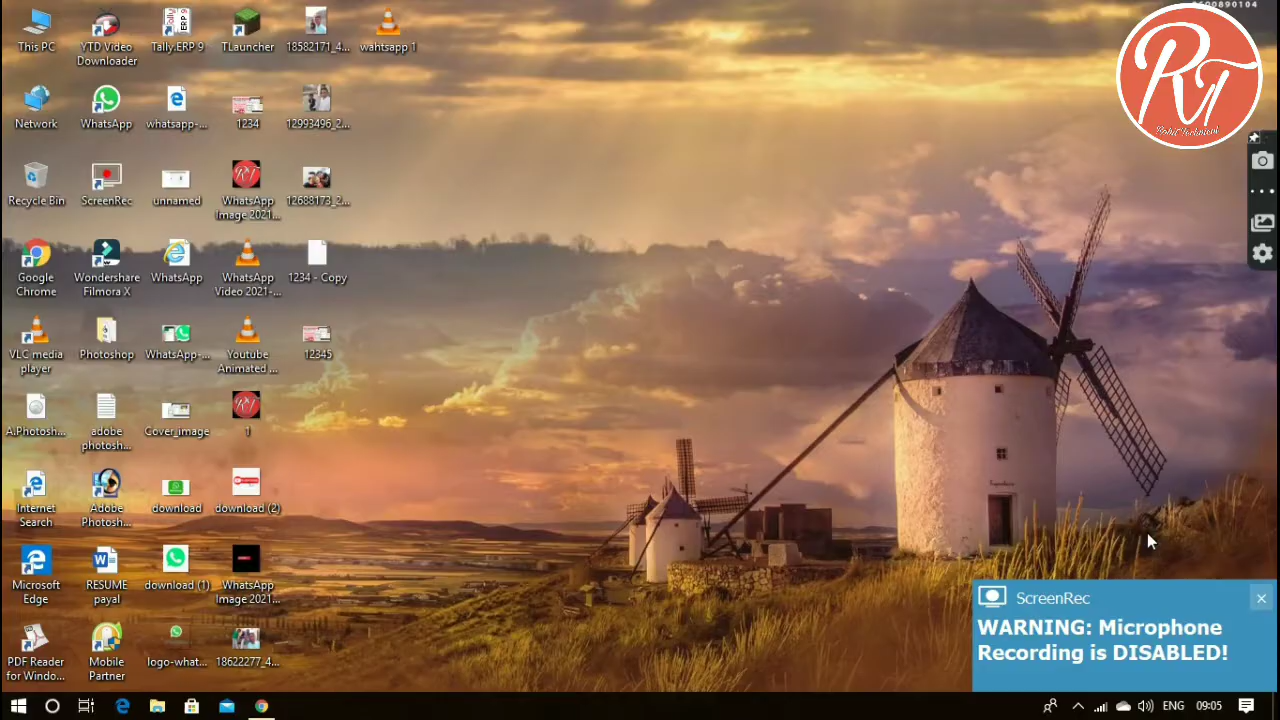 This PC
YTD Video
Downloader
Tally.ERP 9
TLauncher
18582171_4...
wahtsapp 1
Network
WhatsApp
whatsapp-...
1234
12993496_2...
Recycle Bin
ScreenRec
unnamed
WhatsApp
Image 2021...
12688173_2...
Google
Chrome
Wondershare
Filmora X
WhatsApp
WhatsApp
Video 2021-...
1234 - Copy
VLC media
player
Photoshop
WhatsApp-...
Youtube
Animated ...
12345
A.Photosh...
adobe
photosh...
Cover_image
1
Internet
Search
Adobe
Photosh...
download
download (2)
Microsoft
Edge
RESUME
payal
download (1)
WhatsApp
Image 2021...
PDF Reader
for Windo...
Mobile
Partner
logo-what...
18622277_4...
RT
ScreenRec
WARNING: Microphone
Recording is DISABLED!
ENG
09:05